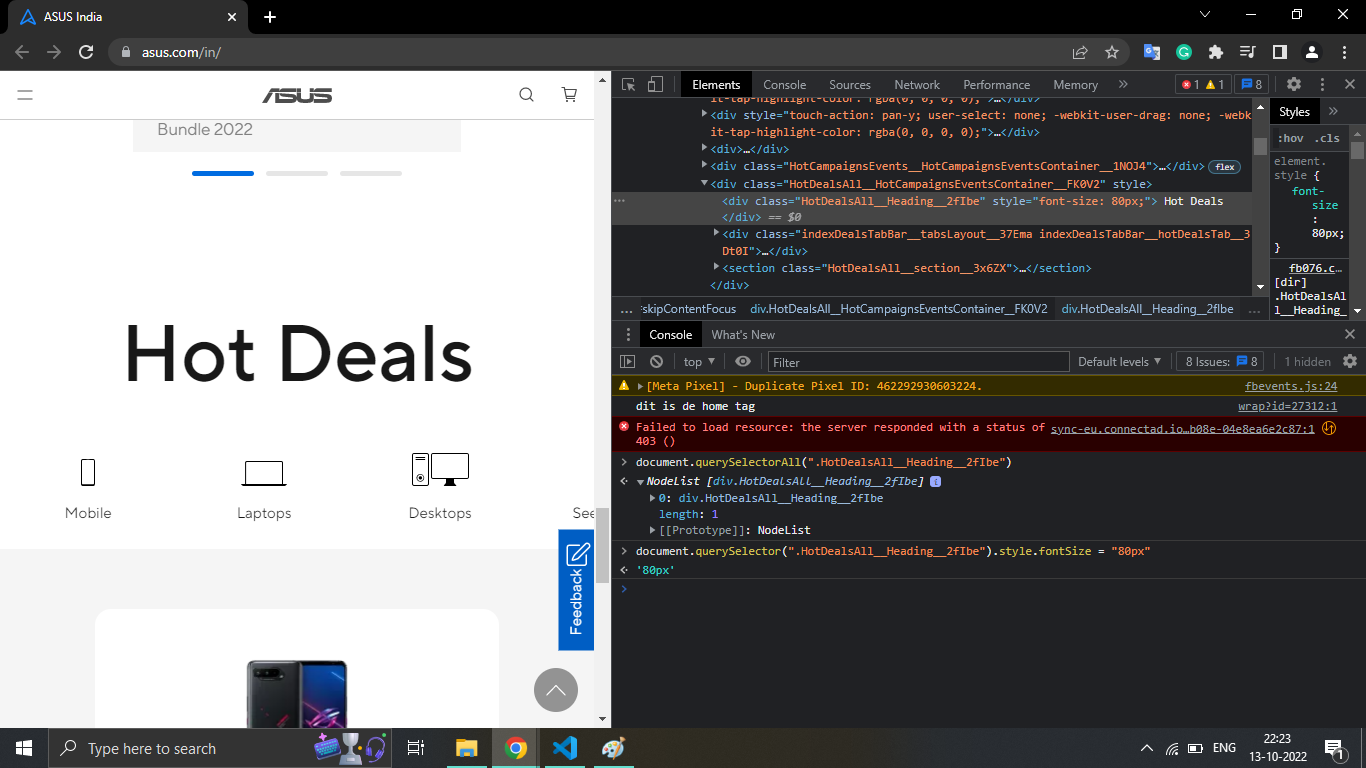 ASUS India
asus.com/in/
ASUS
Bundle 2022
Hot Deals
Mobile
Laptops
Desktops
See
Feedback
Elements
Console
Sources
Network
Performance
Memory
1
1
8
it-tap-highlight-color: rgba(0, 0, 0, 0);">…</div>
<div style="touch-action: pan-y; user-select: none; -webkit-user-drag: none; -webk
it-tap-highlight-color: rgba(0, 0, 0, 0);">…</div>
<div>…</div>
<div class="HotCampaignsEvents__HotCampaignsEventsContainer__1NOJ4">…</div> flex
<div class="HotDealsAll__HotCampaignsEventsContainer__FK0V2" style>
<div class="HotDealsAll__Heading__2fIbe" style="font-size: 80px;"> Hot Deals
</div> == $0
<div class="indexDealsTabBar__tabsLayout__37Ema indexDealsTabBar__hotDealsTab__3
Dt0I">…</div>
<section class="HotDealsAll__section__3x6ZX">…</section>
</div>
… rskipContentFocus div.HotDealsAll__HotCampaignsEventsContainer__FK0V2 div.HotDealsAll__Heading__2fIbe …
Styles
:hov .cls
element.
style {
font-
size
:
80px;
}
fb076.c…
[dir]
.HotDealsAl
l__Heading_
Console
What's New
top ▼
Filter
Default levels ▼
8 Issues: 8
1 hidden
[Meta Pixel] - Duplicate Pixel ID: 462292930603224. fbevents.js:24
dit is de home tag wrap?id=27312:1
Failed to load resource: the server responded with a status of sync-eu.connectad.io…b08e-04e8ea6e2c87:1
403 ()
document.querySelectorAll(".HotDealsAll__Heading__2fIbe")
NodeList [div.HotDealsAll__Heading__2fIbe] i
0: div.HotDealsAll__Heading__2fIbe
length: 1
[[Prototype]]: NodeList
document.querySelector(".HotDealsAll__Heading__2fIbe").style.fontSize = "80px"
'80px'
Type here to search
ENG
22:23
13-10-2022
1